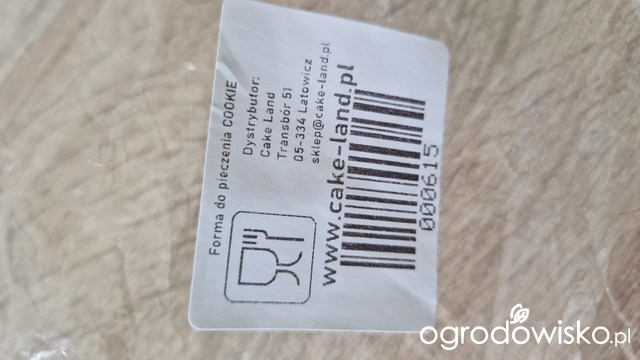 Forma do pieczenia COOKIE
Dystrybutor:
Cake Land
Transbór 51
05-334 Latowicz
sklep@cake-land.pl
www.cake-land.pl
000615
ogrodowisko.pl